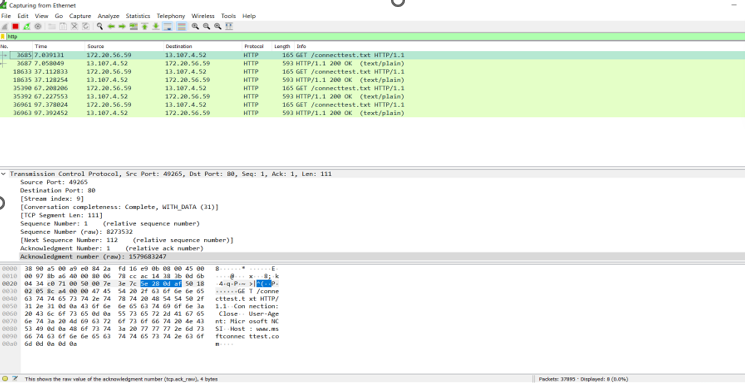 Capturing from Ethernet
File Edit View Go Capture Analyze Statistics Telephony Wireless Tools Help
http
No. Time Source Destination Protocol Length Info
3685 7.039131 172.20.56.59 13.107.4.52 HTTP 165 GET /connecttest.txt HTTP/1.1
3687 7.058049 13.107.4.52 172.20.56.59 HTTP 593 HTTP/1.1 200 OK (text/plain)
18633 37.112833 172.20.56.59 13.107.4.52 HTTP 165 GET /connecttest.txt HTTP/1.1
18635 37.128254 13.107.4.52 172.20.56.59 HTTP 593 HTTP/1.1 200 OK (text/plain)
35390 67.208206 172.20.56.59 13.107.4.52 HTTP 165 GET /connecttest.txt HTTP/1.1
35392 67.227553 13.107.4.52 172.20.56.59 HTTP 593 HTTP/1.1 200 OK (text/plain)
36961 97.378024 172.20.56.59 13.107.4.52 HTTP 165 GET /connecttest.txt HTTP/1.1
36963 97.392452 13.107.4.52 172.20.56.59 HTTP 593 HTTP/1.1 200 OK (text/plain)
Transmission Control Protocol, Src Port: 49265, Dst Port: 80, Seq: 1, Ack: 1, Len: 111
Source Port: 49265
Destination Port: 80
[Stream index: 9]
[Conversation completeness: Complete, WITH_DATA (31)]
[TCP Segment Len: 111]
Sequence Number: 1 (relative sequence number)
Sequence Number (raw): 8273532
[Next Sequence Number: 112 (relative sequence number)]
Acknowledgment Number: 1 (relative ack number)
Acknowledgment number (raw): 1579683247
0000 38 90 a5 00 a9 e0 84 2a fd 16 e9 0b 08 00 45 00 8······* ······E·
0010 00 97 8b a6 40 00 80 06 78 cc ac 14 38 3b 0d 6b ····@··· x···8;·k
0020 04 34 c0 71 00 50 00 7e 3e 7c 5e 28 0d af 50 18 ·4·q·P·~ >|^(··P·
0030 02 05 8c a4 00 00 47 45 54 20 2f 63 6f 6e 6e 65 ······GE T /conne
0040 63 74 74 65 73 74 2e 74 78 74 20 48 54 54 50 2f cttest.t xt HTTP/
0050 31 2e 31 0d 0a 43 6f 6e 6e 65 63 74 69 6f 6e 3a 1.1··Con nection:
0060 20 43 6c 6f 73 65 0d 0a 55 73 65 72 2d 41 67 65 Close·· User-Age
0070 6e 74 3a 20 4d 69 63 72 6f 73 6f 66 74 20 4e 43 nt: Micr osoft NC
0080 53 49 0d 0a 48 6f 73 74 3a 20 77 77 77 2e 6d 73 SI··Host : www.ms
0090 66 74 63 6f 6e 6e 65 63 74 74 65 73 74 2e 63 6f ftconnec ttest.co
00a0 6d 0d 0a 0d 0a m····
This shows the raw value of the acknowledgment number (tcp.ack_raw), 4 bytes
Packets: 37895 · Displayed: 8 (0.0%)